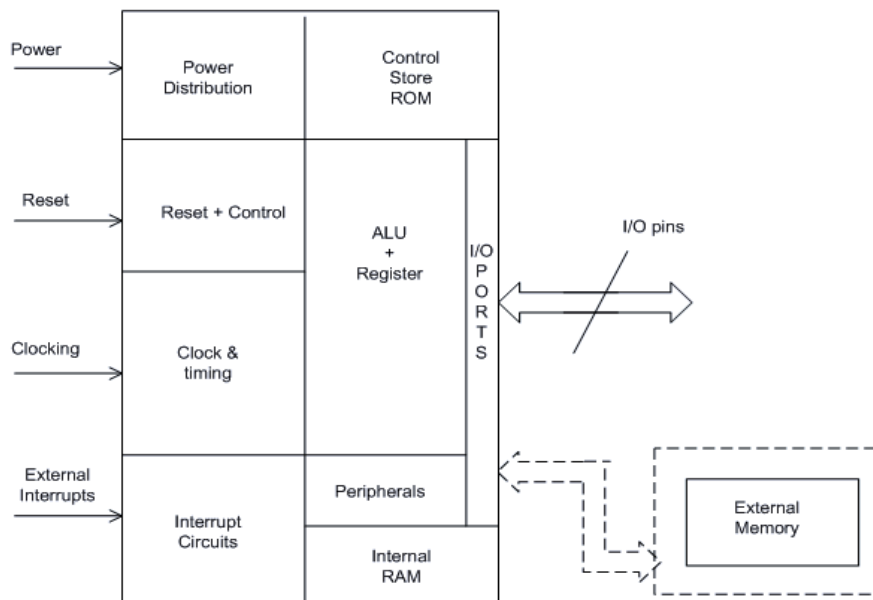 Power
Power
Distribution
Control
Store
ROM
Reset
Reset + Control
ALU
+
Register
I/O
P
O
R
T
S
I/O pins
Clocking
Clock &
timing
External
Interrupts
Interrupt
Circuits
Peripherals
Internal
RAM
External
Memory